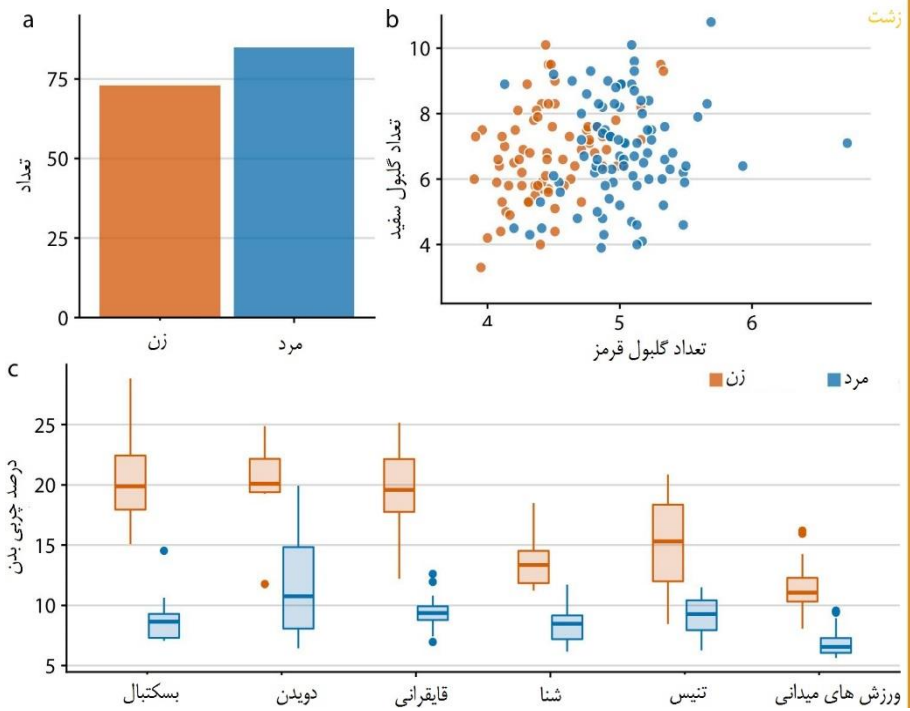 زشت
a
75
50
25
0
تعداد
زن
مرد
b
10
8
6
4
تعداد گلبول سفید
4
5
6
تعداد گلبول قرمز
c
زن
مرد
25
20
15
10
5
درصد چربی بدن
بسکتبال
دویدن
قایقرانی
شنا
تنیس
ورزش های میدانی